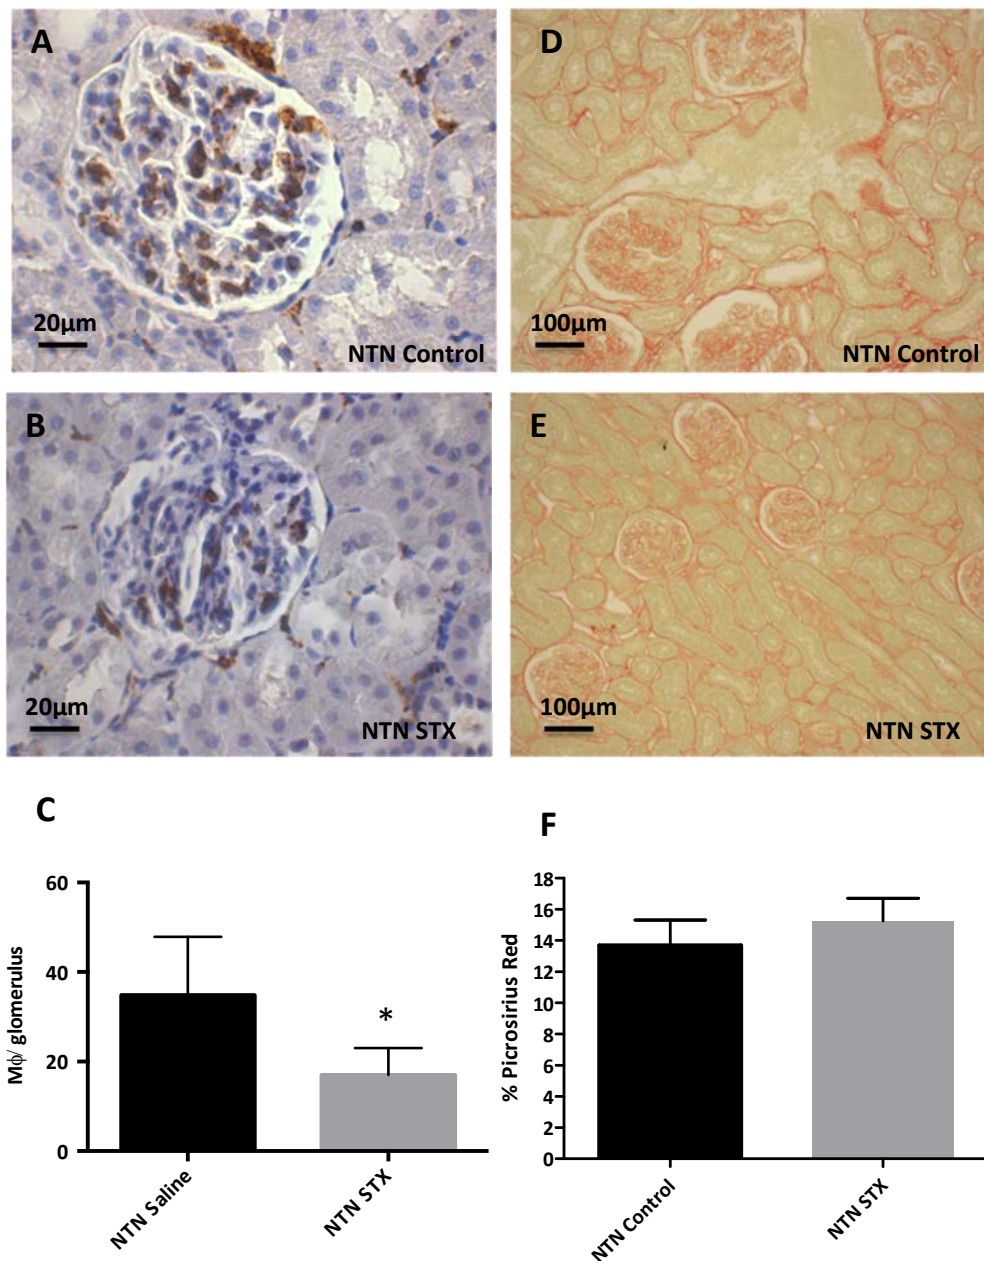 A
20μm
NTN Control
D
100μm
NTN Control
B
20μm
NTN STX
E
100μm
NTN STX
C
60
40
20
0
Mϕ/ glomerulus
*
NTN Saline
NTN STX
F
18
16
14
12
10
8
6
4
2
0
% Picrosirius Red
NTN Control
NTN STX